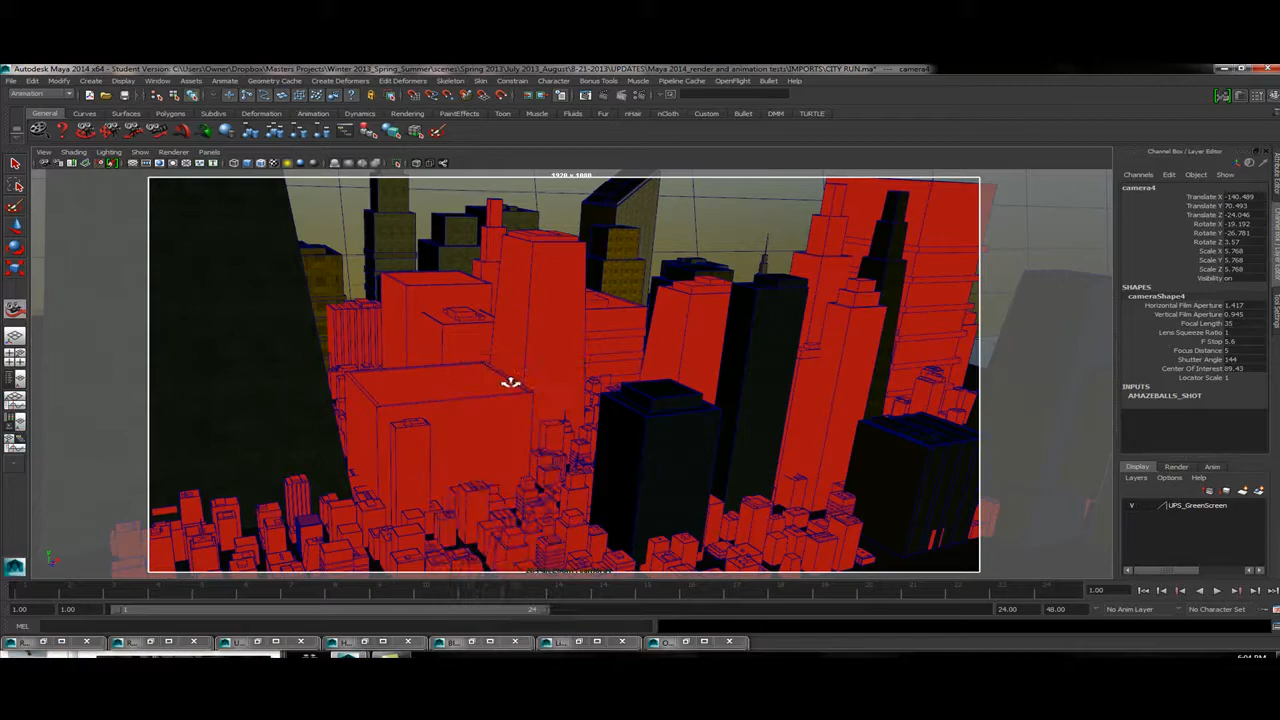 Autodesk Maya 2014 x64 - Student Version: C:\Users\Owner\Dropbox\Masters Projects\Winter 2013_Spring_Summer\scenes\Spring 2013\July 2013_August\8-21-2013\UPDATES\Maya 2014_render and animation tests\IMPORTS\CITY RUN.ma* --- camera4
File Edit Modify Create Display Window Assets Animate Geometry Cache Create Deformers Edit Deformers Skeleton Skin Constrain Character Bonus Tools Muscle Pipeline Cache OpenFlight Bullet Help
Animation
General Curves Surfaces Polygons Subdivs Deformation Animation Dynamics Rendering PaintEffects Toon Muscle Fluids Fur nHair nCloth Custom Bullet DMM TURTLE
View Shading Lighting Show Renderer Panels
1920 x 1080
Channel Box / Layer Editor
Channels Edit Object Show
camera4
Translate X -140.489
Translate Y 70.493
Translate Z -24.046
Rotate X -19.192
Rotate Y -26.781
Rotate Z 3.57
Scale X 5.768
Scale Y 5.768
Scale Z 5.768
Visibility on
SHAPES
cameraShape4
Horizontal Film Aperture 1.417
Vertical Film Aperture 0.945
Focal Length 35
Lens Squeeze Ratio 1
F Stop 5.6
Focus Distance 5
Shutter Angle 144
Center Of Interest 89.43
Locator Scale 1
INPUTS
AMAZEBALLS_SHOT
Display Render Anim
Layers Options Help
V UPS_GreenScreen
1.00
1.00 1.00 1 24 24.00 48.00 No Anim Layer No Character Set
MEL